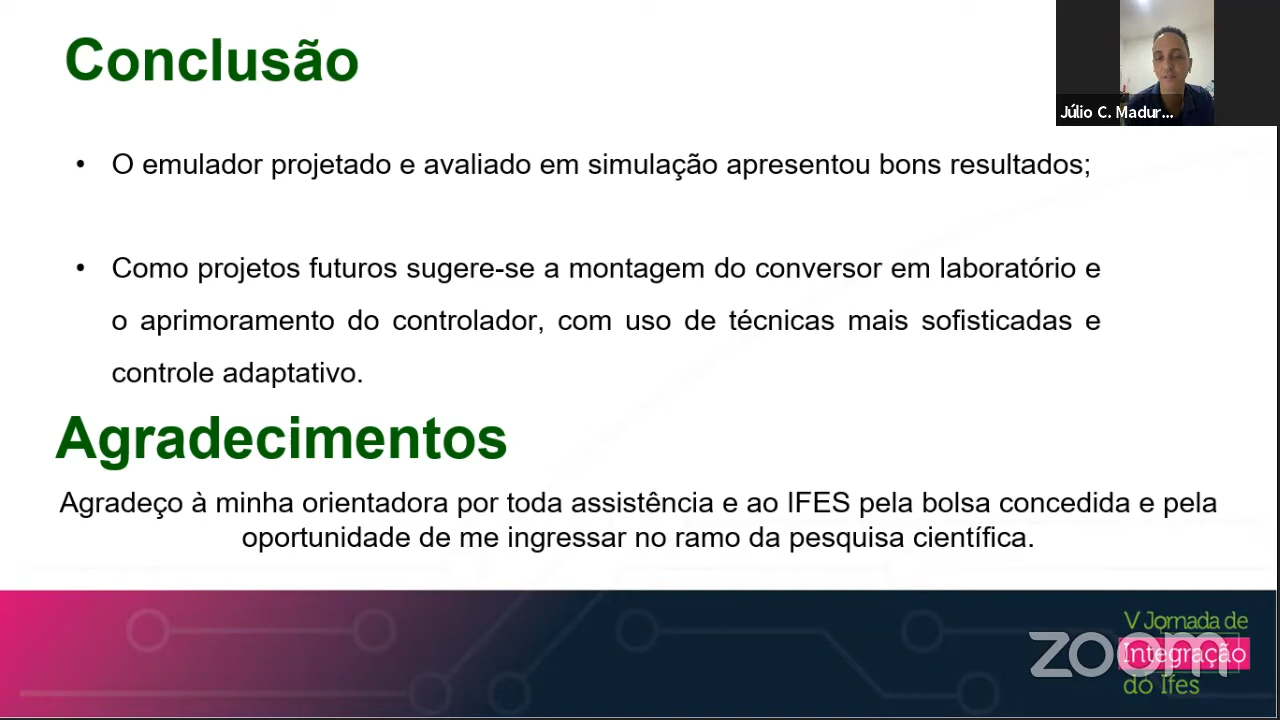 Conclusão
Júlio C. Madur...
• O emulador projetado e avaliado em simulação apresentou bons resultados;
• Como projetos futuros sugere-se a montagem do conversor em laboratório e
o aprimoramento do controlador, com uso de técnicas mais sofisticadas e
controle adaptativo.
Agradecimentos
Agradeço à minha orientadora por toda assistência e ao IFES pela bolsa concedida e pela
oportunidade de me ingressar no ramo da pesquisa científica.
V Jornada de
Integração
do Ifes
zoom